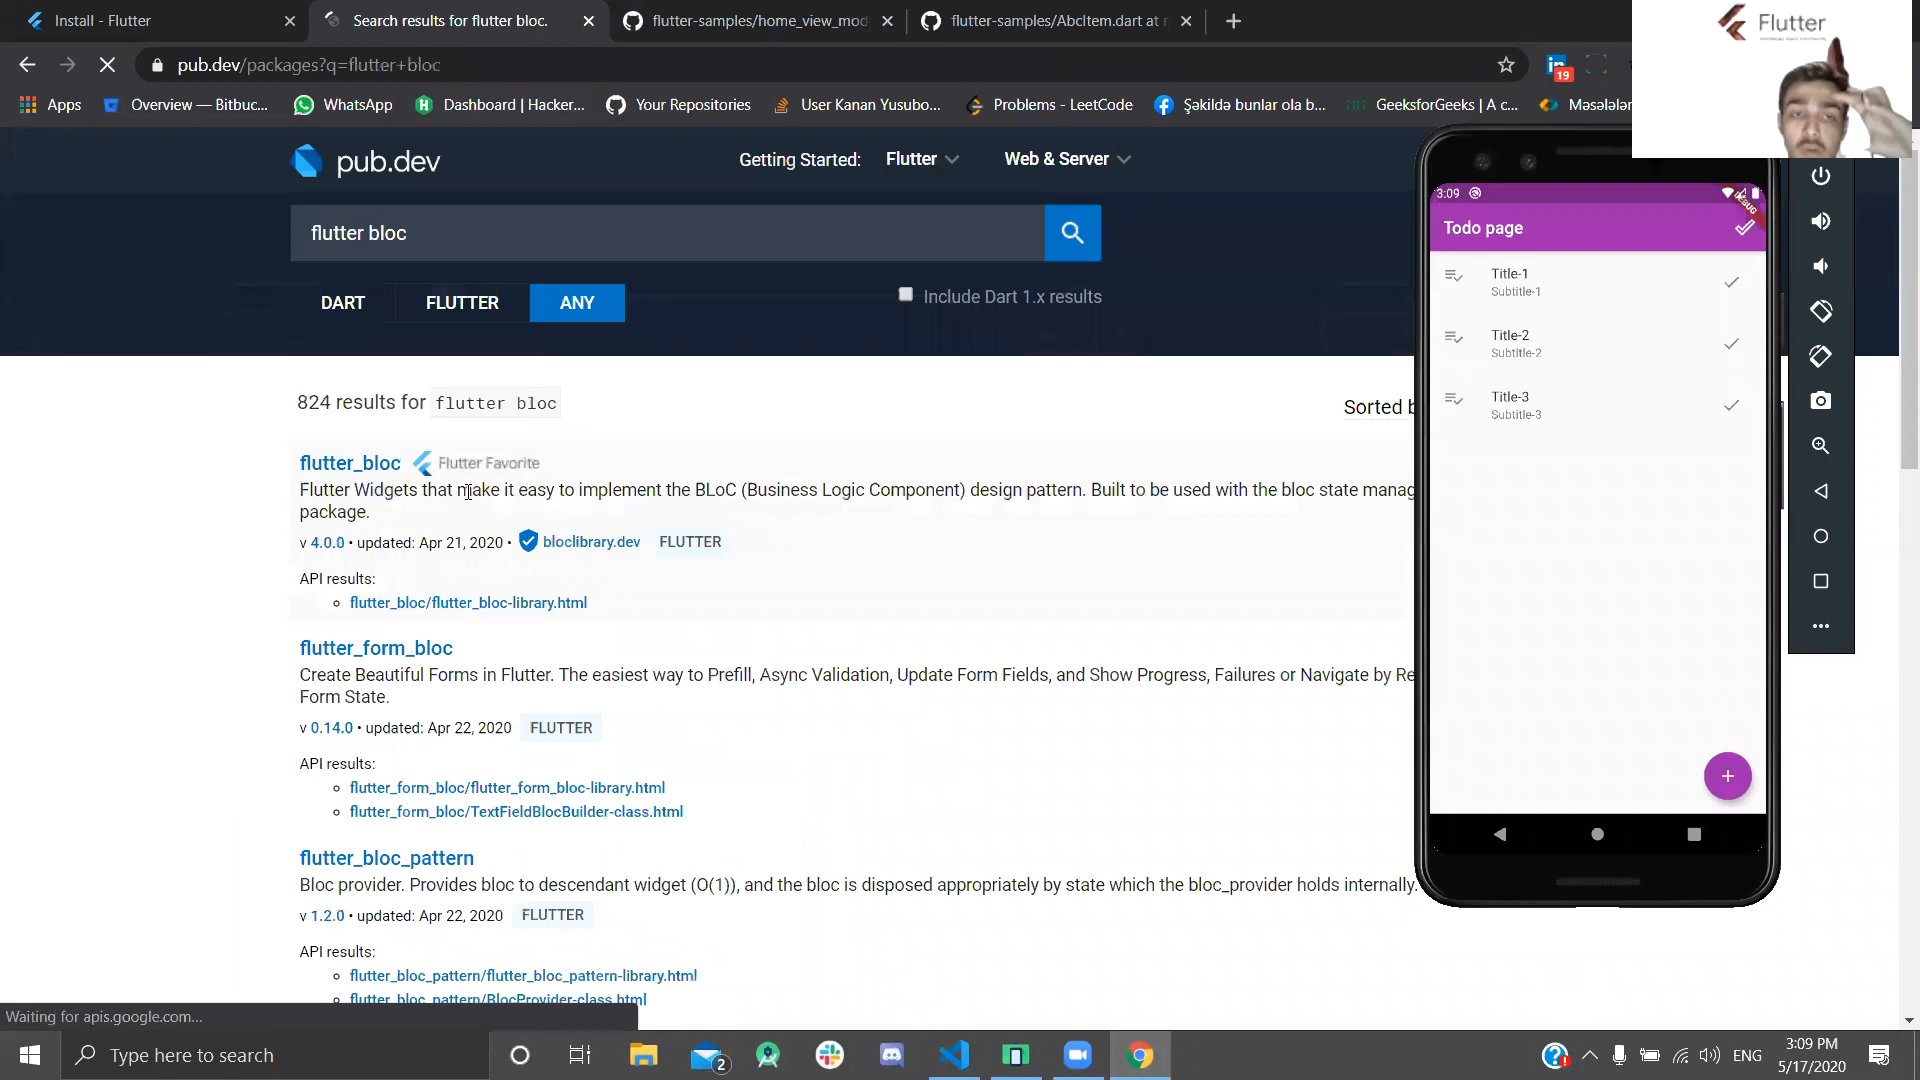 Install - Flutter
Search results for flutter bloc.
flutter-samples/home_view_mod
flutter-samples/AbcItem.dart at m
pub.dev/packages?q=flutter+bloc
19
Apps
Overview — Bitbuc...
WhatsApp
Dashboard | Hacker...
Your Repositories
User Kanan Yusubo...
Problems - LeetCode
Şəkildə bunlar ola b...
GeeksforGeeks | A c...
Məsələlər
Flutter
pub.dev
Getting Started:
Flutter
Web & Server
flutter bloc
DART
FLUTTER
ANY
Include Dart 1.x results
824 results for flutter bloc
Sorted b
flutter_bloc
Flutter Favorite
Flutter Widgets that make it easy to implement the BLoC (Business Logic Component) design pattern. Built to be used with the bloc state manag
package.
v 4.0.0 • updated: Apr 21, 2020 • bloclibrary.dev FLUTTER
API results:
flutter_bloc/flutter_bloc-library.html
flutter_form_bloc
Create Beautiful Forms in Flutter. The easiest way to Prefill, Async Validation, Update Form Fields, and Show Progress, Failures or Navigate by Re
Form State.
v 0.14.0 • updated: Apr 22, 2020 FLUTTER
API results:
flutter_form_bloc/flutter_form_bloc-library.html
flutter_form_bloc/TextFieldBlocBuilder-class.html
flutter_bloc_pattern
Bloc provider. Provides bloc to descendant widget (O(1)), and the bloc is disposed appropriately by state which the bloc_provider holds internally.
v 1.2.0 • updated: Apr 22, 2020 FLUTTER
API results:
flutter_bloc_pattern/flutter_bloc_pattern-library.html
flutter_bloc_pattern/BlocProvider-class.html
3:09
DEBUG
Todo page
Title-1
Subtitle-1
Title-2
Subtitle-2
Title-3
Subtitle-3
Waiting for apis.google.com...
Type here to search
2
ENG
3:09 PM
5/17/2020